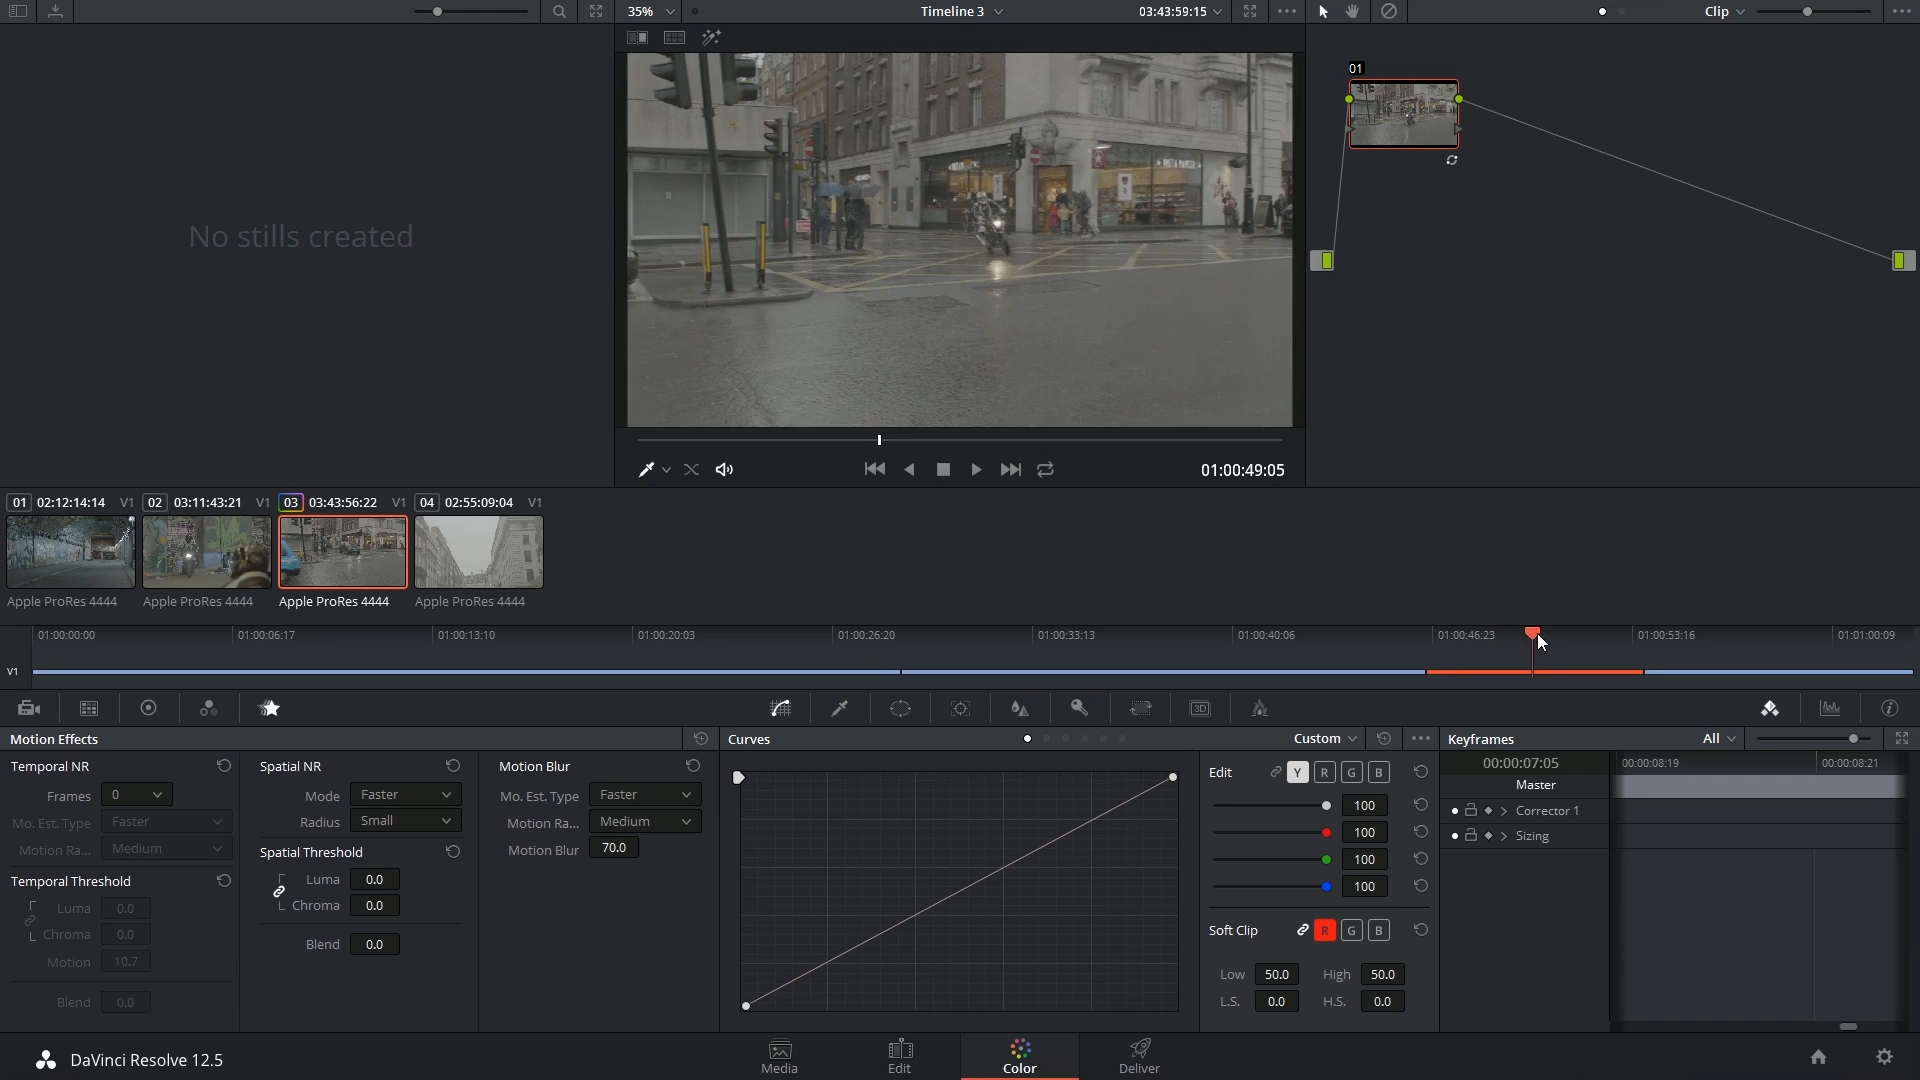 35%
Timeline 3
03:43:59:15
Clip
01
No stills created
01:00:49:05
01 02:12:14:14 V1
02 03:11:43:21 V1
03 03:43:56:22 V1
04 02:55:09:04 V1
Apple ProRes 4444
Apple ProRes 4444
Apple ProRes 4444
Apple ProRes 4444
01:00:00:00
01:00:06:17
01:00:13:10
01:00:20:03
01:00:26:20
01:00:33:13
01:00:40:06
01:00:46:23
01:00:53:16
01:01:00:09
V1
3D
Motion Effects
Temporal NR
Frames 0
Mo. Est. Type Faster
Motion Ra... Medium
Temporal Threshold
Luma 0.0
Chroma 0.0
Motion 10.7
Blend 0.0
Spatial NR
Mode Faster
Radius Small
Spatial Threshold
Luma 0.0
Chroma 0.0
Blend 0.0
Motion Blur
Mo. Est. Type Faster
Motion Ra... Medium
Motion Blur 70.0
Curves
Custom
Edit Y R G B
100
100
100
100
Soft Clip R G B
Low 50.0 High 50.0
L.S. 0.0 H.S. 0.0
Keyframes
All
00:00:07:05
00:00:08:19
00:00:08:21
Master
Corrector 1
Sizing
DaVinci Resolve 12.5
Media
Edit
Color
Deliver